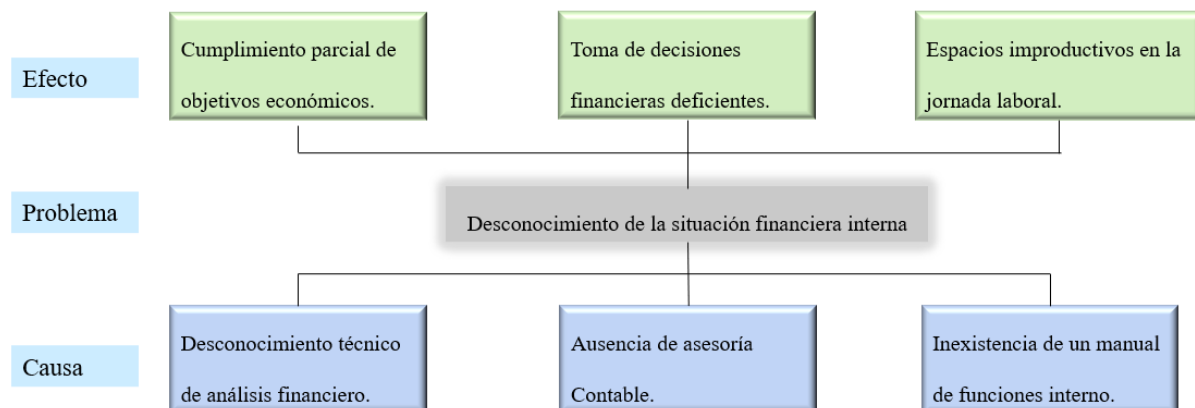 Efecto
Cumplimiento parcial de
objetivos económicos.
Toma de decisiones
financieras deficientes.
Espacios improductivos en la
jornada laboral.
Problema
Desconocimiento de la situación financiera interna
Causa
Desconocimiento técnico
de análisis financiero.
Ausencia de asesoría
Contable.
Inexistencia de un manual
de funciones interno.